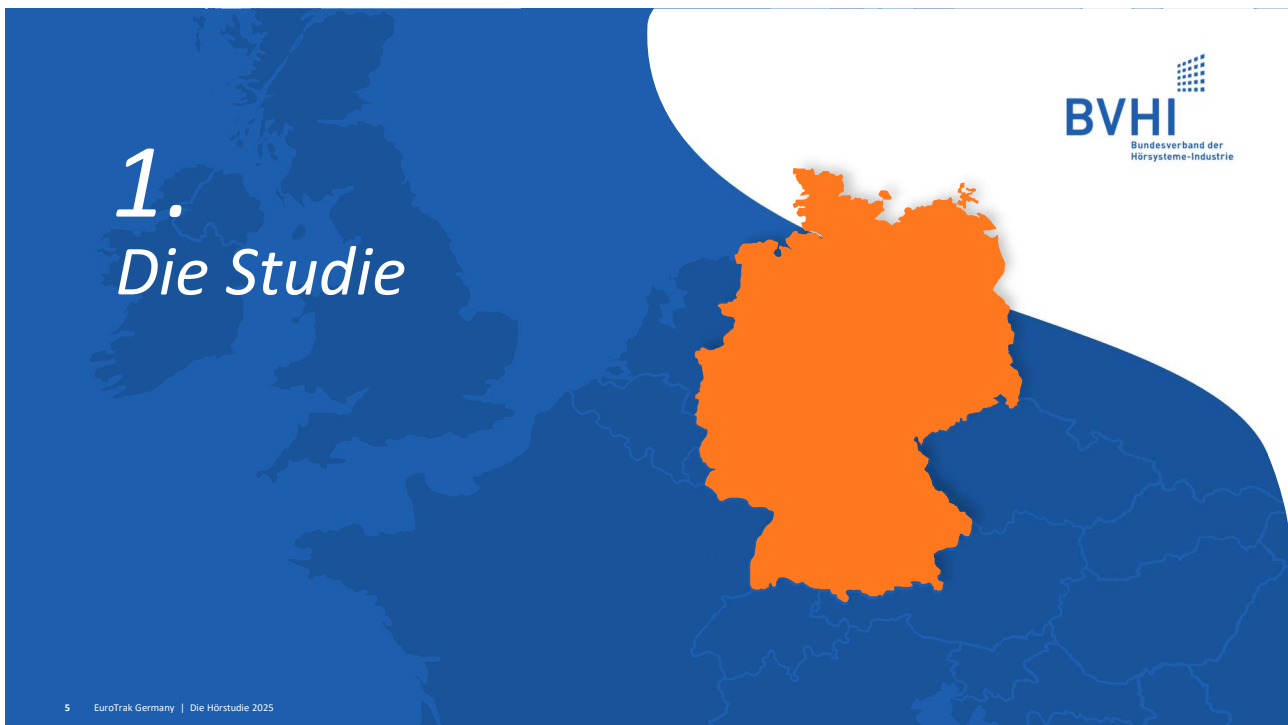 BVHI
Bundesverband der
Hörsysteme-Industrie
1.
Die Studie
5 EuroTrak Germany | Die Hörstudie 2025